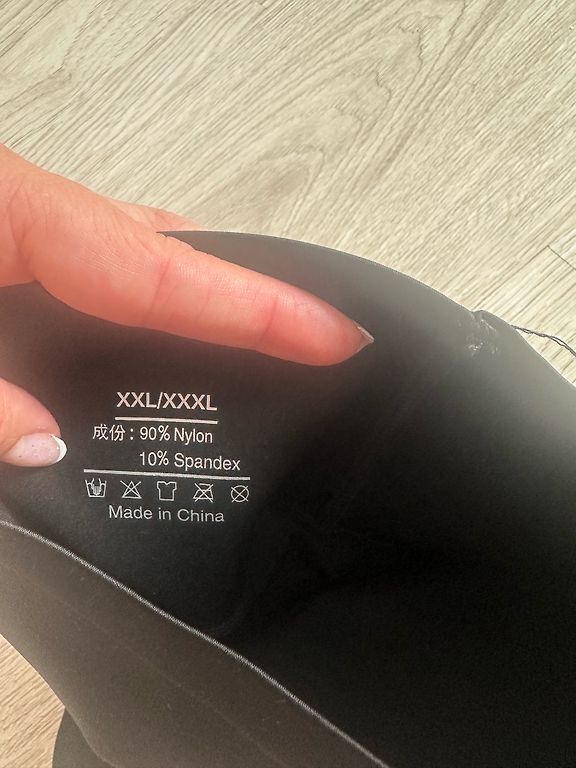 XXL/XXXL
成份：90% Nylon
10% Spandex
Made in China